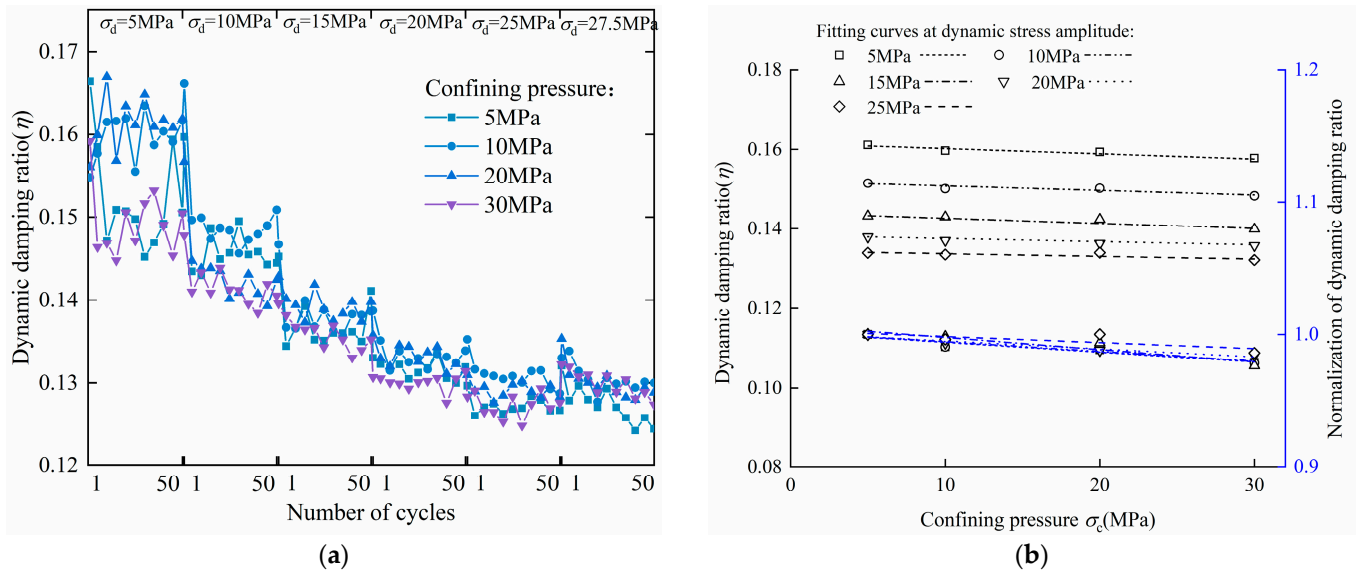 σd=5MPa σd=10MPa σd=15MPa σd=20MPa σd=25MPa σd=27.5MPa
0.17
0.16
0.15
0.14
0.13
0.12
Dynamic damping ratio(η)
Confining pressure：
5MPa
10MPa
20MPa
30MPa
1 50 1 50 1 50 1 50 1 50 1 50
Number of cycles
(a)
Fitting curves at dynamic stress amplitude:
5MPa 10MPa
15MPa 20MPa
25MPa
0.18
0.16
0.14
0.12
0.10
0.08
Dynamic damping ratio(η)
1.2
1.1
1.0
0.9
Normalization of dynamic damping ratio
0 10 20 30
Confining pressure σc(MPa)
(b)